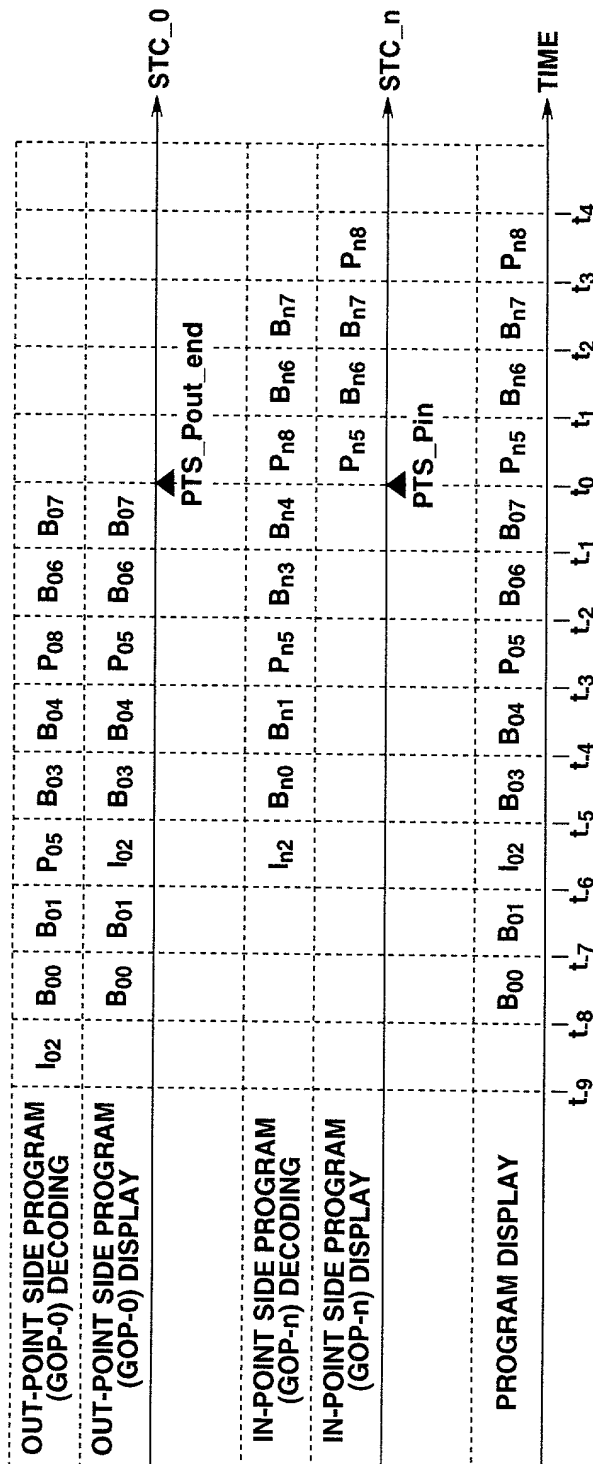 OUT-POINT SIDE PROGRAM
(GOP-0) DECODING
I02 B00 B01 P05 B03 B04 P08 B06 B07
OUT-POINT SIDE PROGRAM
(GOP-0) DISPLAY
B00 B01 I02 B03 B04 P05 B06 B07
STC_0
PTS_Pout_end
IN-POINT SIDE PROGRAM
(GOP-n) DECODING
In2 Bn0 Bn1 Pn5 Bn3 Bn4 Pn8 Bn6 Bn7
IN-POINT SIDE PROGRAM
(GOP-n) DISPLAY
Pn5 Bn6 Bn7 Pn8
STC_n
PTS_Pin
PROGRAM DISPLAY
B00 B01 I02 B03 B04 P05 B06 B07 Pn5 Bn6 Bn7 Pn8
TIME
t-9 t-8 t-7 t-6 t-5 t-4 t-3 t-2 t-1 t0 t1 t2 t3 t4